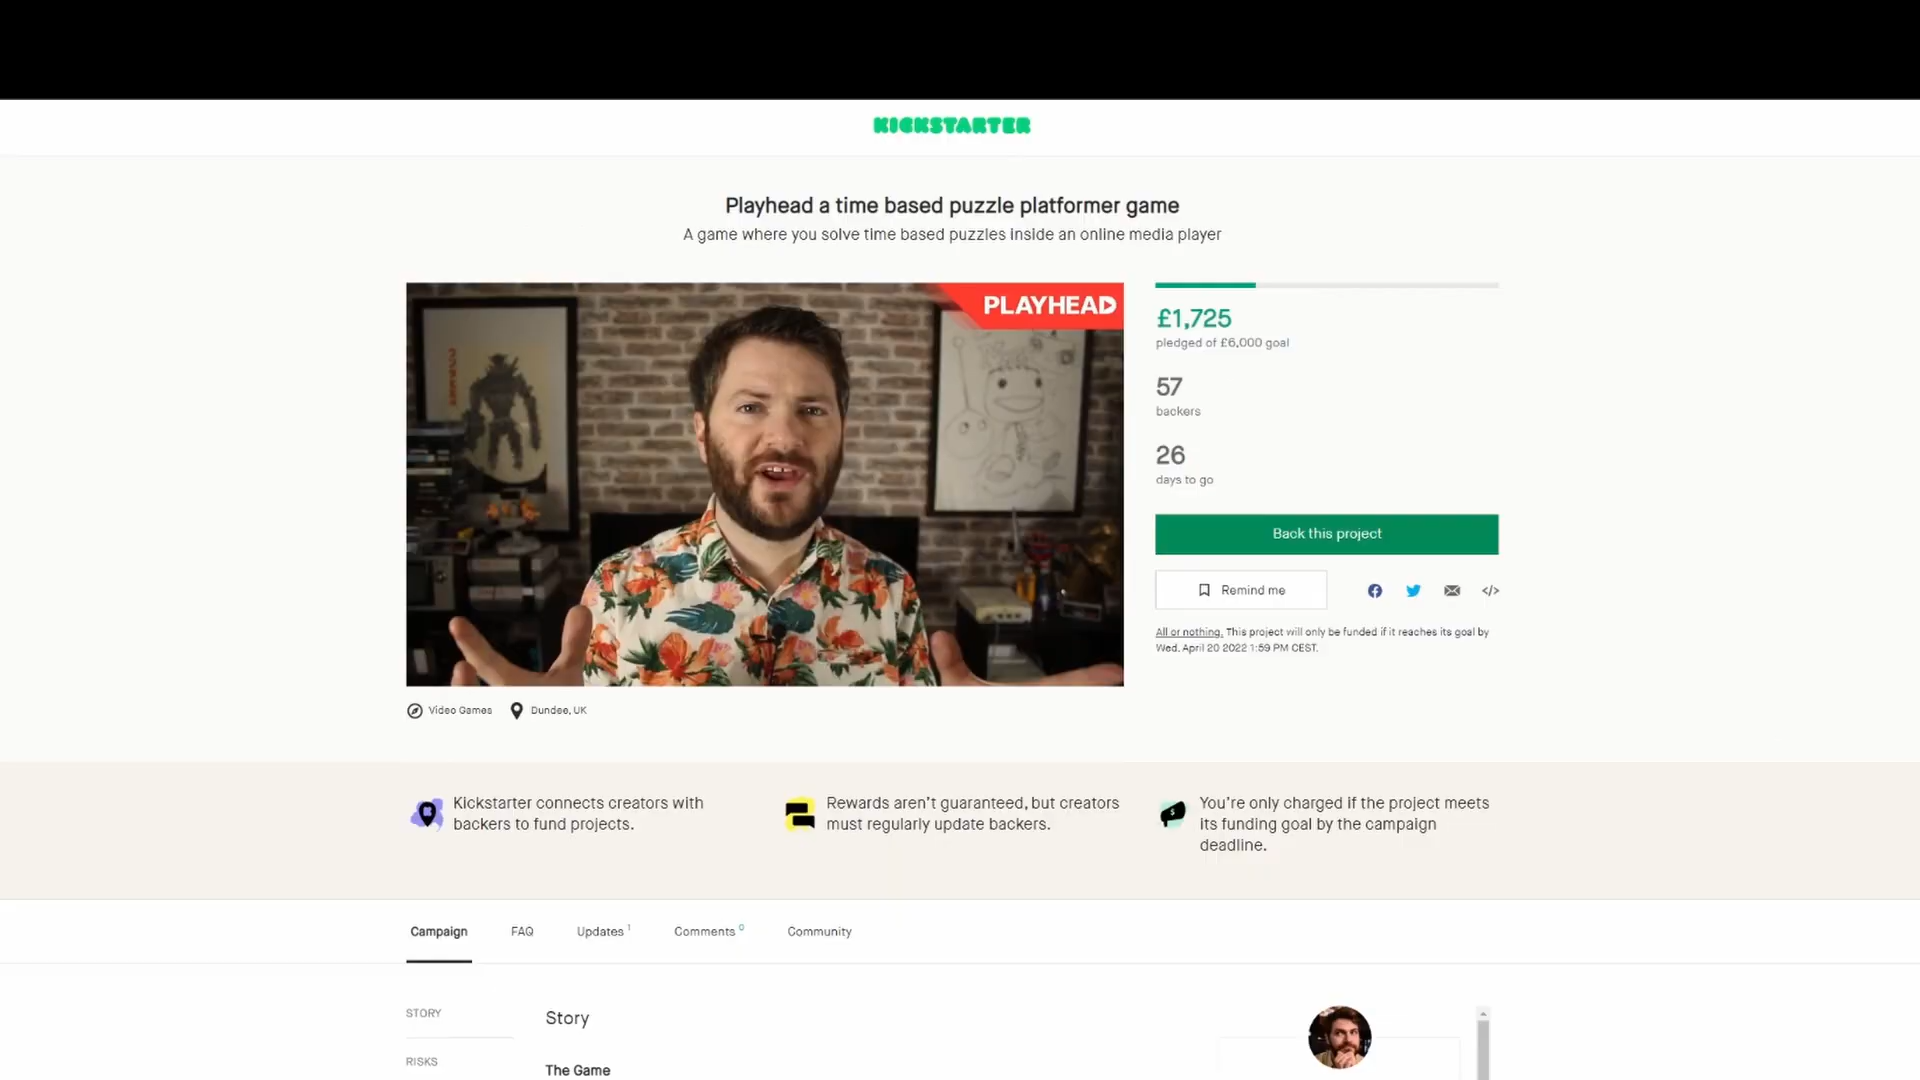 KICKSTARTER
Playhead a time based puzzle platformer game
A game where you solve time based puzzles inside an online media player
PLAYHEAD
£1,725
pledged of £6,000 goal
57
backers
26
days to go
Back this project
Remind me
All or nothing. This project will only be funded if it reaches its goal by
Wed, April 20 2022 1:59 PM CEST.
Video Games
Dundee, UK
Kickstarter connects creators with
backers to fund projects.
Rewards aren't guaranteed, but creators
must regularly update backers.
You're only charged if the project meets
its funding goal by the campaign
deadline.
Campaign
FAQ
Updates 1
Comments 0
Community
STORY
RISKS
Story
The Game